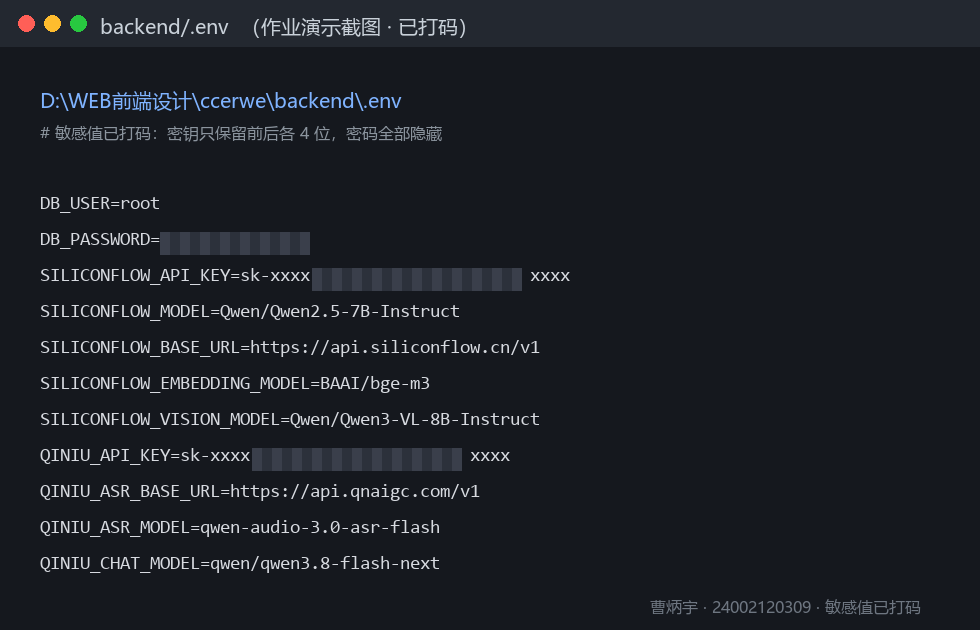 backend/.env （作业演示截图 · 已打码）
D:\WEB前端设计\ccerwe\backend\.env
# 敏感值已打码：密钥只保留前后各 4 位，密码全部隐藏
DB_USER=root
DB_PASSWORD=
SILICONFLOW_API_KEY=sk-xxxx xxxx
SILICONFLOW_MODEL=Qwen/Qwen2.5-7B-Instruct
SILICONFLOW_BASE_URL=https://api.siliconflow.cn/v1
SILICONFLOW_EMBEDDING_MODEL=BAAI/bge-m3
SILICONFLOW_VISION_MODEL=Qwen/Qwen3-VL-8B-Instruct
QINIU_API_KEY=sk-xxxx xxxx
QINIU_ASR_BASE_URL=https://api.qnaigc.com/v1
QINIU_ASR_MODEL=qwen-audio-3.0-asr-flash
QINIU_CHAT_MODEL=qwen/qwen3.8-flash-next
曹炳宇 · 24002120309 · 敏感值已打码